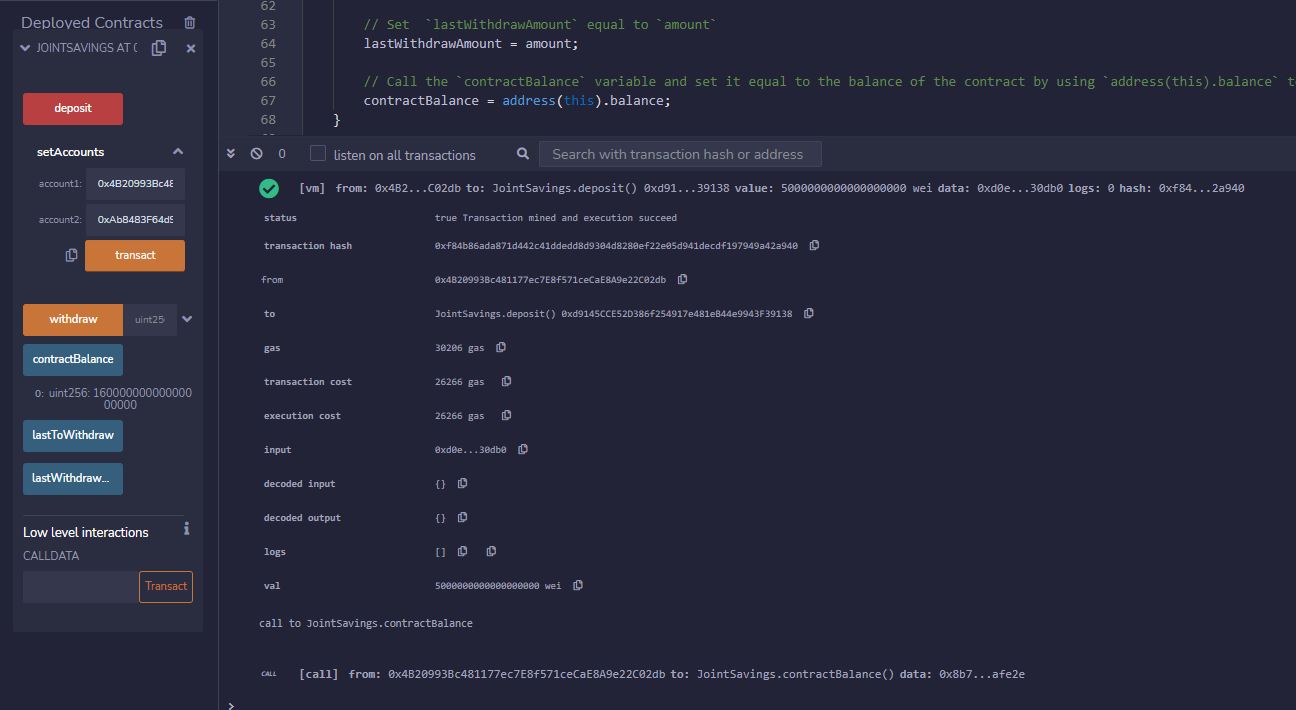 Deployed Contracts
JOINTSAVINGS AT 0
deposit
setAccounts
account1: 0x4B20993Bc48
account2: 0xAb8483F64d9
transact
withdraw uint25
contractBalance
0: uint256: 160000000000000
00000
lastToWithdraw
lastWithdraw...
Low level interactions
CALLDATA
Transact
62
63 // Set `lastWithdrawAmount` equal to `amount`
64 lastWithdrawAmount = amount;
65
66 // Call the `contractBalance` variable and set it equal to the balance of the contract by using `address(this).balance` t
67 contractBalance = address(this).balance;
68 }
0 listen on all transactions Search with transaction hash or address
[vm] from: 0x4B2...C02db to: JointSavings.deposit() 0xd91...39138 value: 5000000000000000000 wei data: 0xd0e...30db0 logs: 0 hash: 0xf84...2a940
status true Transaction mined and execution succeed
transaction hash 0xf84b86ada871d442c41ddedd8d9304d8280ef22e05d941decdf197949a42a940
from 0x4B20993Bc481177ec7E8f571ceCaE8A9e22C02db
to JointSavings.deposit() 0xd9145CCE52D386f254917e481eB44e9943F39138
gas 30206 gas
transaction cost 26266 gas
execution cost 26266 gas
input 0xd0e...30db0
decoded input {}
decoded output {}
logs []
val 5000000000000000000 wei
call to JointSavings.contractBalance
CALL [call] from: 0x4B20993Bc481177ec7E8f571ceCaE8A9e22C02db to: JointSavings.contractBalance() data: 0x8b7...afe2e
>